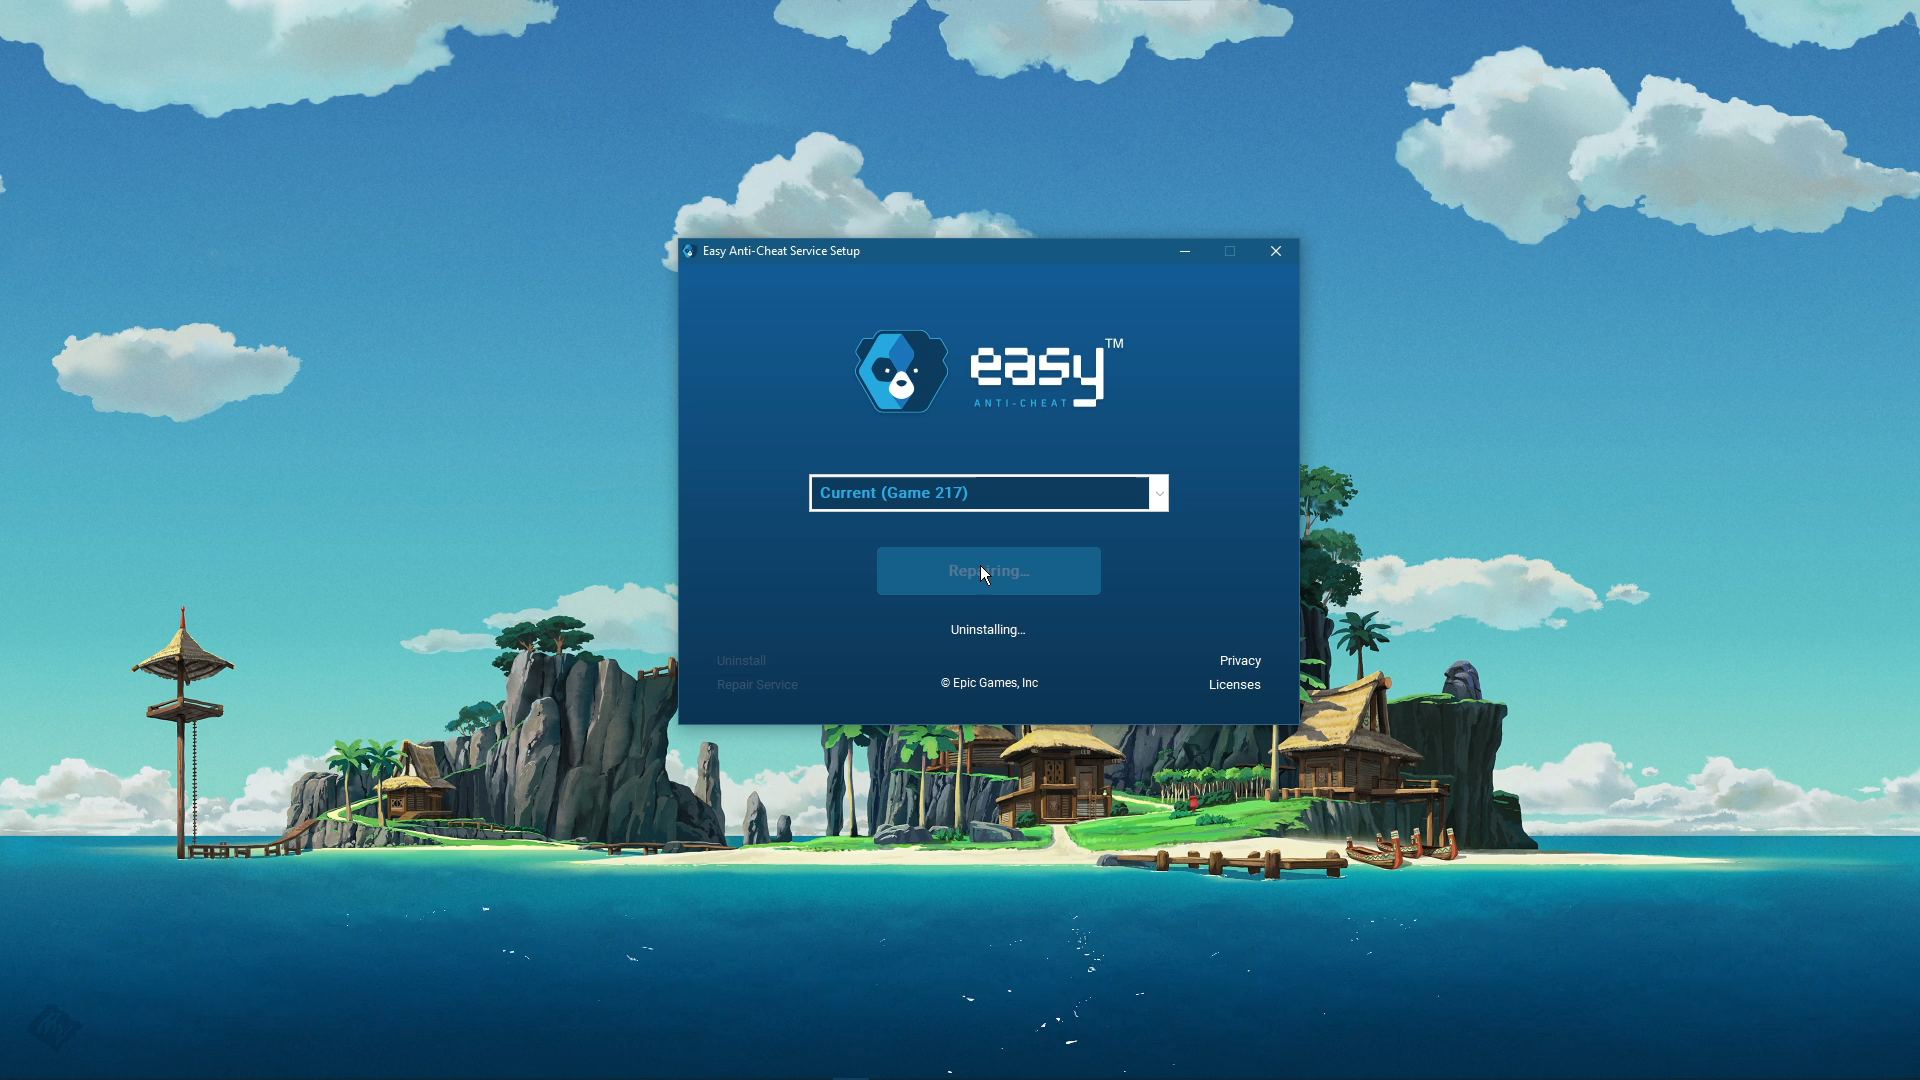 Easy Anti-Cheat Service Setup
easy™
ANTI-CHEAT
Current (Game 217)
Repairing...
Uninstalling...
Uninstall
Repair Service
© Epic Games, Inc
Privacy
Licenses